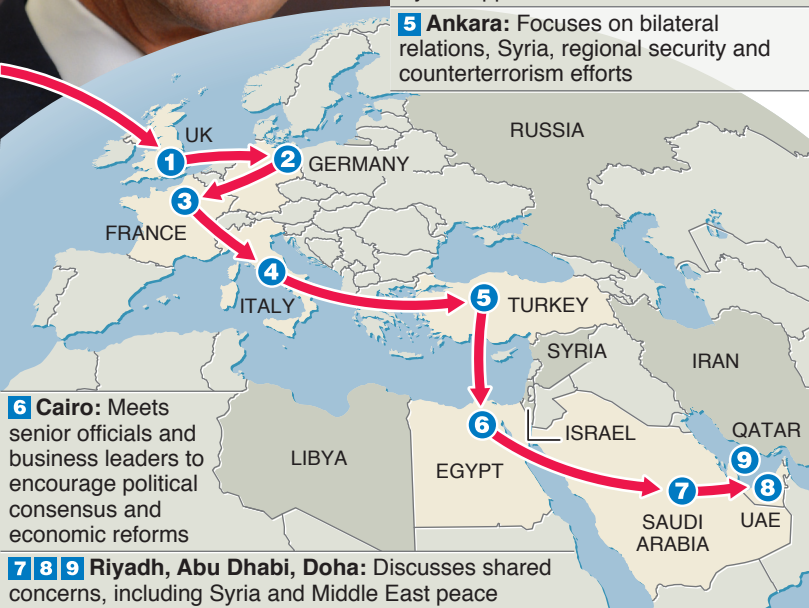 5 Ankara: Focuses on bilateral
relations, Syria, regional security and
counterterrorism efforts
RUSSIA
UK
1
2
GERMANY
3
FRANCE
4
ITALY
5
TURKEY
SYRIA
IRAN
6 Cairo: Meets
senior officials and
business leaders to
encourage political
consensus and
economic reforms
LIBYA
6
EGYPT
ISRAEL
QATAR
9
7
8
SAUDI
ARABIA
UAE
7 8 9 Riyadh, Abu Dhabi, Doha: Discusses shared
concerns, including Syria and Middle East peace